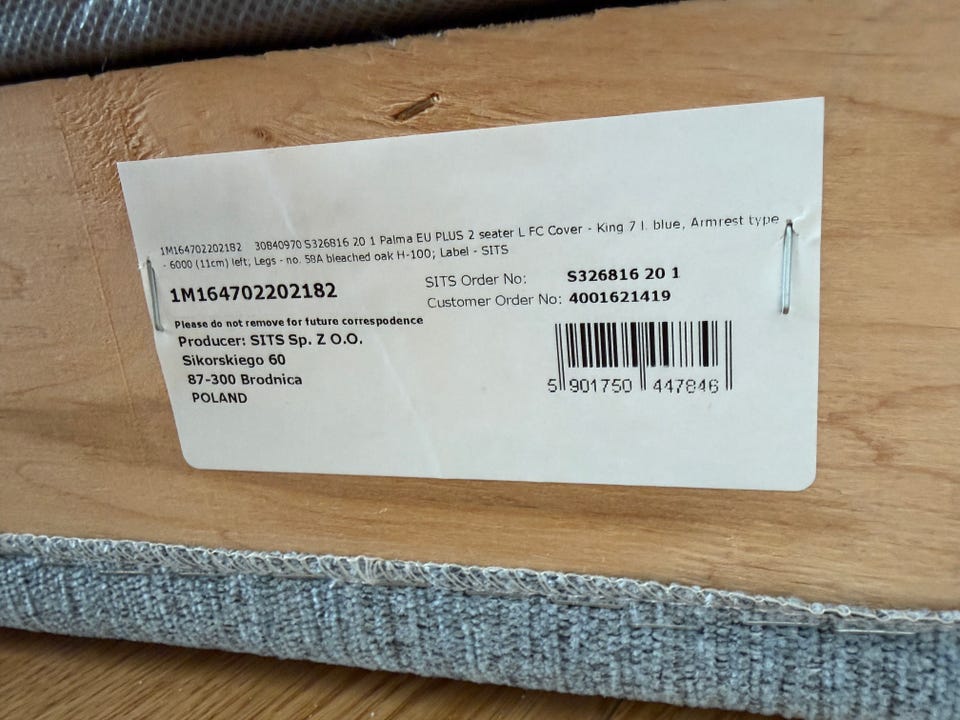 1M164702202182 30840970 S326816 20 1 Palma EU PLUS 2 seater L FC Cover - King 7 l. blue, Armrest type
- 6000 (11cm) left; Legs - no. 58A bleached oak H-100; Label - SITS
1M164702202182
SITS Order No: S326816 20 1
Customer Order No: 4001621419
Please do not remove for future correspodence
Producer: SITS Sp. Z O.O.
Sikorskiego 60
87-300 Brodnica
POLAND
5 901750 447846